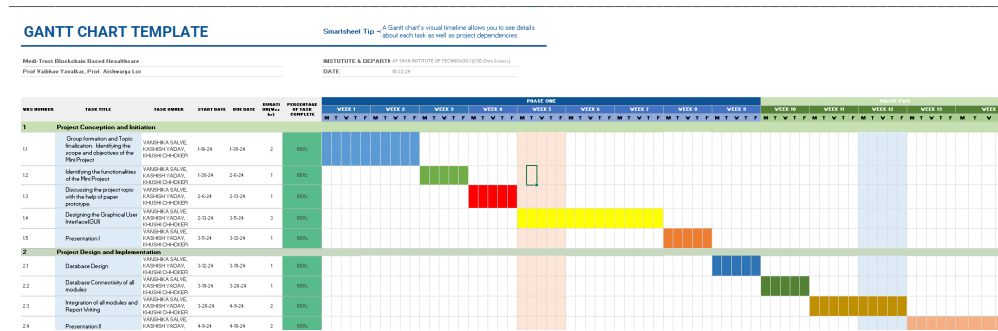 GANTT CHART TEMPLATE
Smartsheet Tip → A Gantt chart's visual timeline allows you to see details
about each task as well as project dependencies.
Medi-Trust Blockchain Based Healthcare
INSTUTUTE & DEPARTI
INSTITUTE OF TECHNOLOGY
Prof Vaibhav Yavalkar, Prof. Aishwarya Lon
DATE
PHASE ONE
PHASE TWO
WBS NUMBER TASK TITLE TASK OWNER START DATE DUE DATE DURATI PERCENTAGE
OF TASK
COMPLETE
WEEK 1 WEEK 2 WEEK 3 WEEK 4 WEEK 5 WEEK 6 WEEK 7 WEEK 8 WEEK 9 WEEK 10 WEEK 11 WEEK 12 WEEK 13 WEEK
M T W T F M T W T F M T W T F M T W T F M T W T F M T W T F M T W T F M T W T F M T W T F M T W T F M T W T F M T W T F M T W T F M T W
1 Project Conception and Initiation
1.1 Group formation and Topic
finalization. Identifying the
scope and objectives of the
Mini Project
VANSHIKA SALVE,
KASHISH YADAV,
KHUSHI CHHOKER
1-16-24 1-30-24 2 100%
1.2 Identifying the functionalities
of the Mini Project
VANSHIKA SALVE,
KASHISH YADAV,
KHUSHI CHHOKER
1-30-24 2-6-24 1 100%
1.3 Discussing the project topic
with the help of paper
prototype.
VANSHIKA SALVE,
KASHISH YADAV,
KHUSHI CHHOKER
2-6-24 2-13-24 1 100%
1.4 Designing the Graphical User
Interface(GUI)
VANSHIKA SALVE,
KASHISH YADAV,
KHUSHI CHHOKER
2-13-24 3-5-24 3 100%
1.5 Presentation I
VANSHIKA SALVE,
KASHISH YADAV,
KHUSHI CHHOKER
3-5-24 3-12-24 1 100%
2 Project Design and Implementation
2.1 Database Design
VANSHIKA SALVE,
KASHISH YADAV,
KHUSHI CHHOKER
3-12-24 3-19-24 1 100%
2.2 Database Connectivity of all
modules
VANSHIKA SALVE,
KASHISH YADAV,
KHUSHI CHHOKER
3-19-24 3-26-24 1 100%
2.3 Integration of all modules and
Report Writing
VANSHIKA SALVE,
KASHISH YADAV,
KHUSHI CHHOKER
3-26-24 4-9-24 2 100%
2.4 Presentation II
VANSHIKA SALVE,
KASHISH YADAV,
4-9-24 2 100%